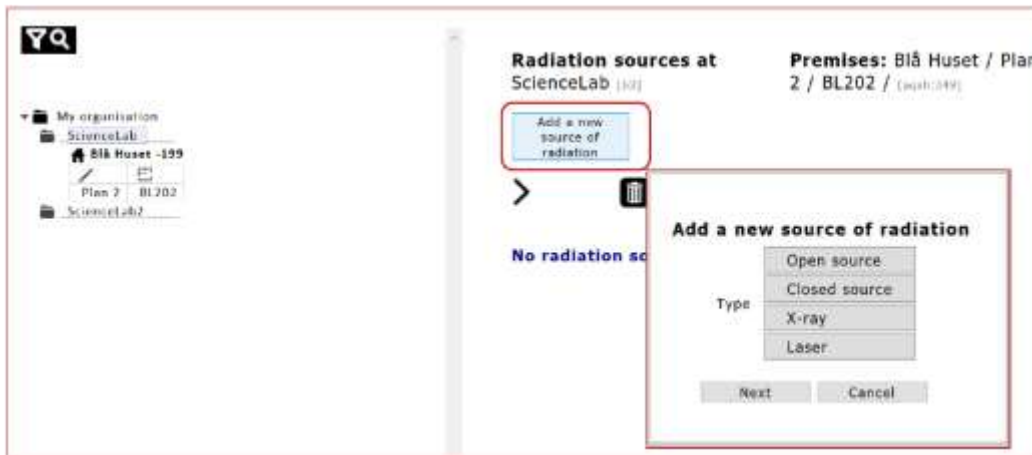 My organisation
ScienceLab
Blå Huset -199
Plan 2 BL202
ScienceLab2
Radiation sources at
ScienceLab
Premises: Blå Huset / Plan
2 / BL202 /
Add a new
source of
radiation
No radiation so
Add a new source of radiation
Type
Open source
Closed source
X-ray
Laser
Next Cancel